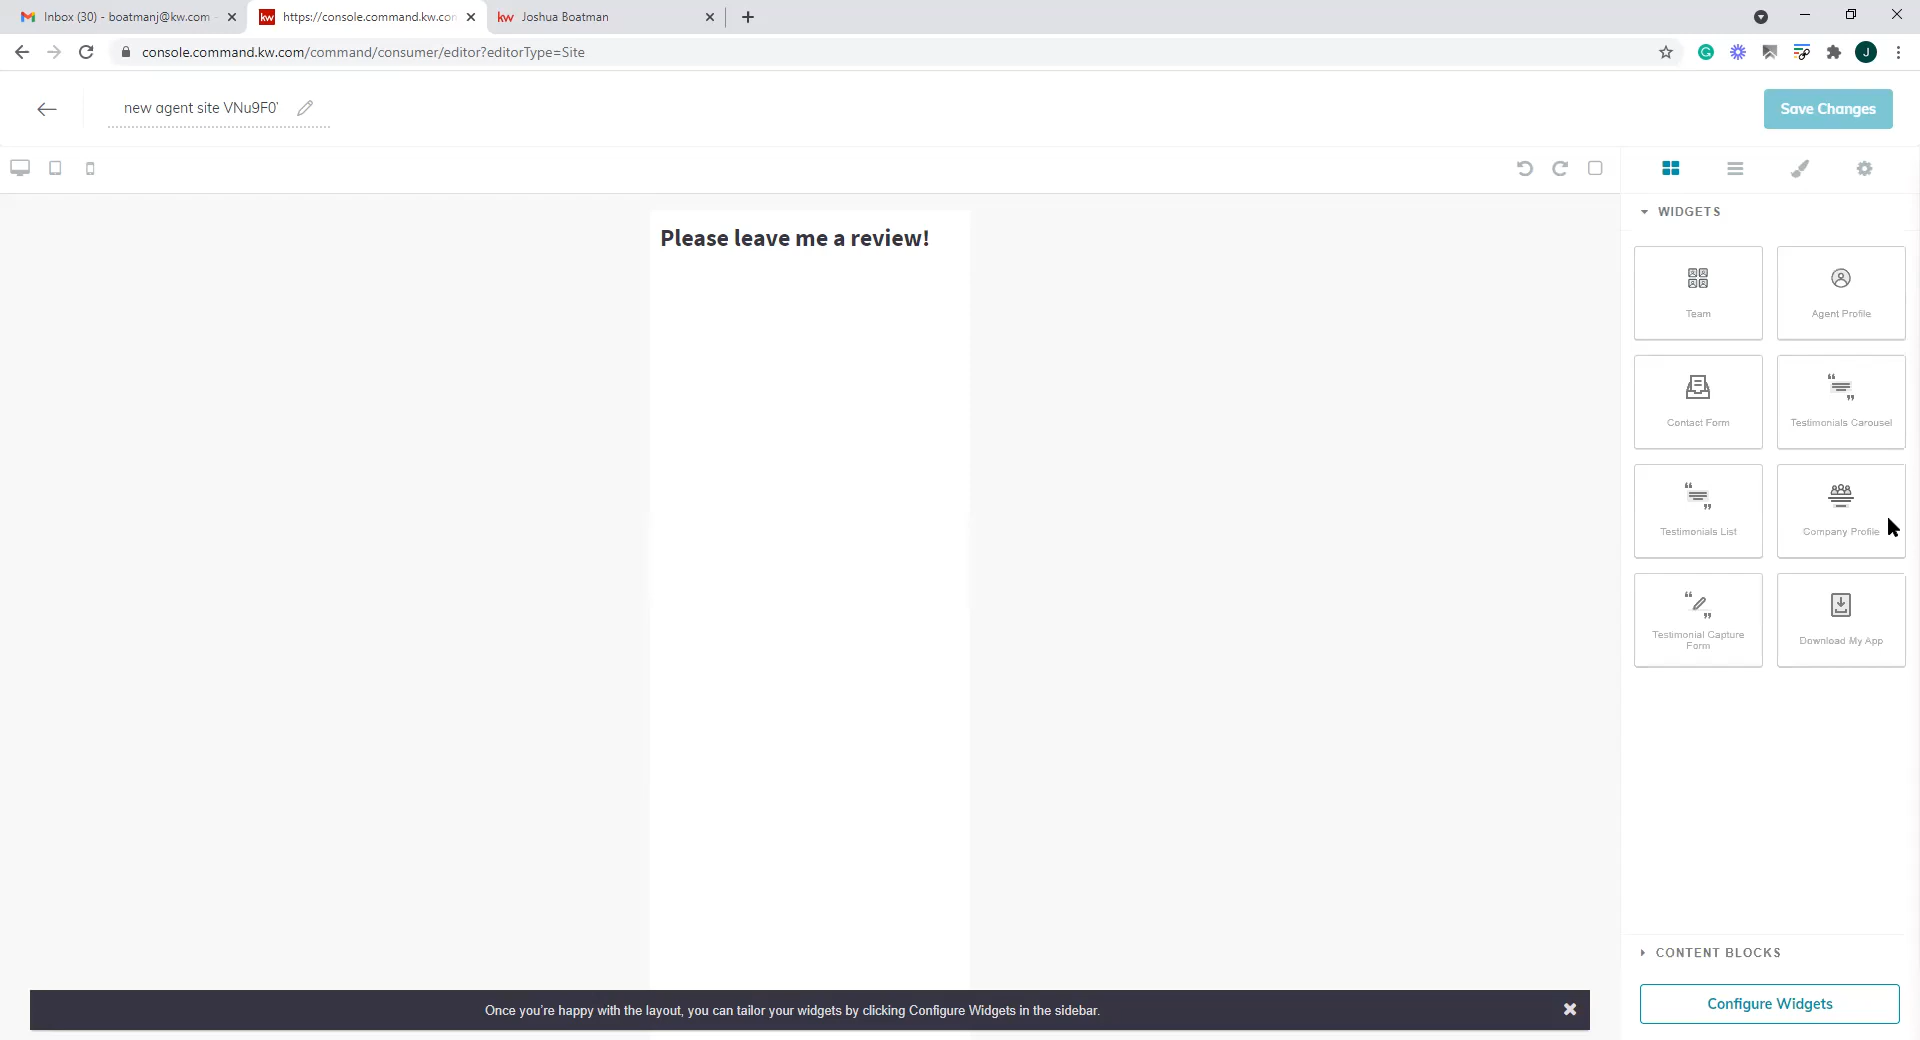 Inbox (30) - boatmanj@kw.com -
kw https://console.command.kw.con
kw Joshua Boatman
console.command.kw.com/command/consumer/editor?editorType=Site
J
new agent site VNu9F0'
Save Changes
WIDGETS
Please leave me a review!
Team
Agent Profile
Contact Form
Testimonials Carousel
Testimonials List
Company Profile
Testimonial Capture
Form
Download My App
CONTENT BLOCKS
Once you're happy with the layout, you can tailor your widgets by clicking Configure Widgets in the sidebar.
Configure Widgets